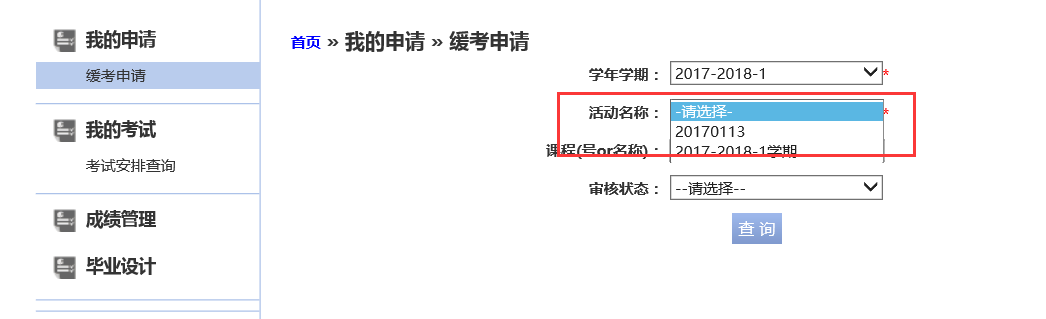 我的申请
缓考申请
我的考试
考试安排查询
成绩管理
毕业设计
首页 » 我的申请 » 缓考申请
学年学期： 2017-2018-1 *
活动名称： -请选择- *
20170113
课程(号or名称)： 2017-2018-1学期
审核状态： --请选择--
查 询